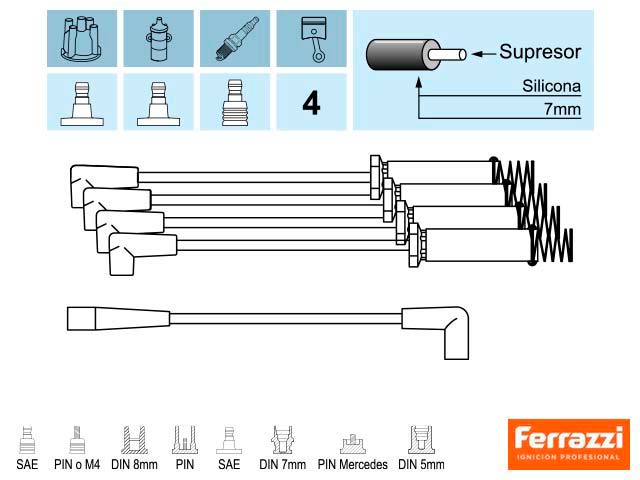 Supresor
Silicona
7mm
4
SAE PIN o M4 DIN 8mm PIN SAE DIN 7mm PIN Mercedes DIN 5mm
Ferrazzi
IGNICION PROFESIONAL